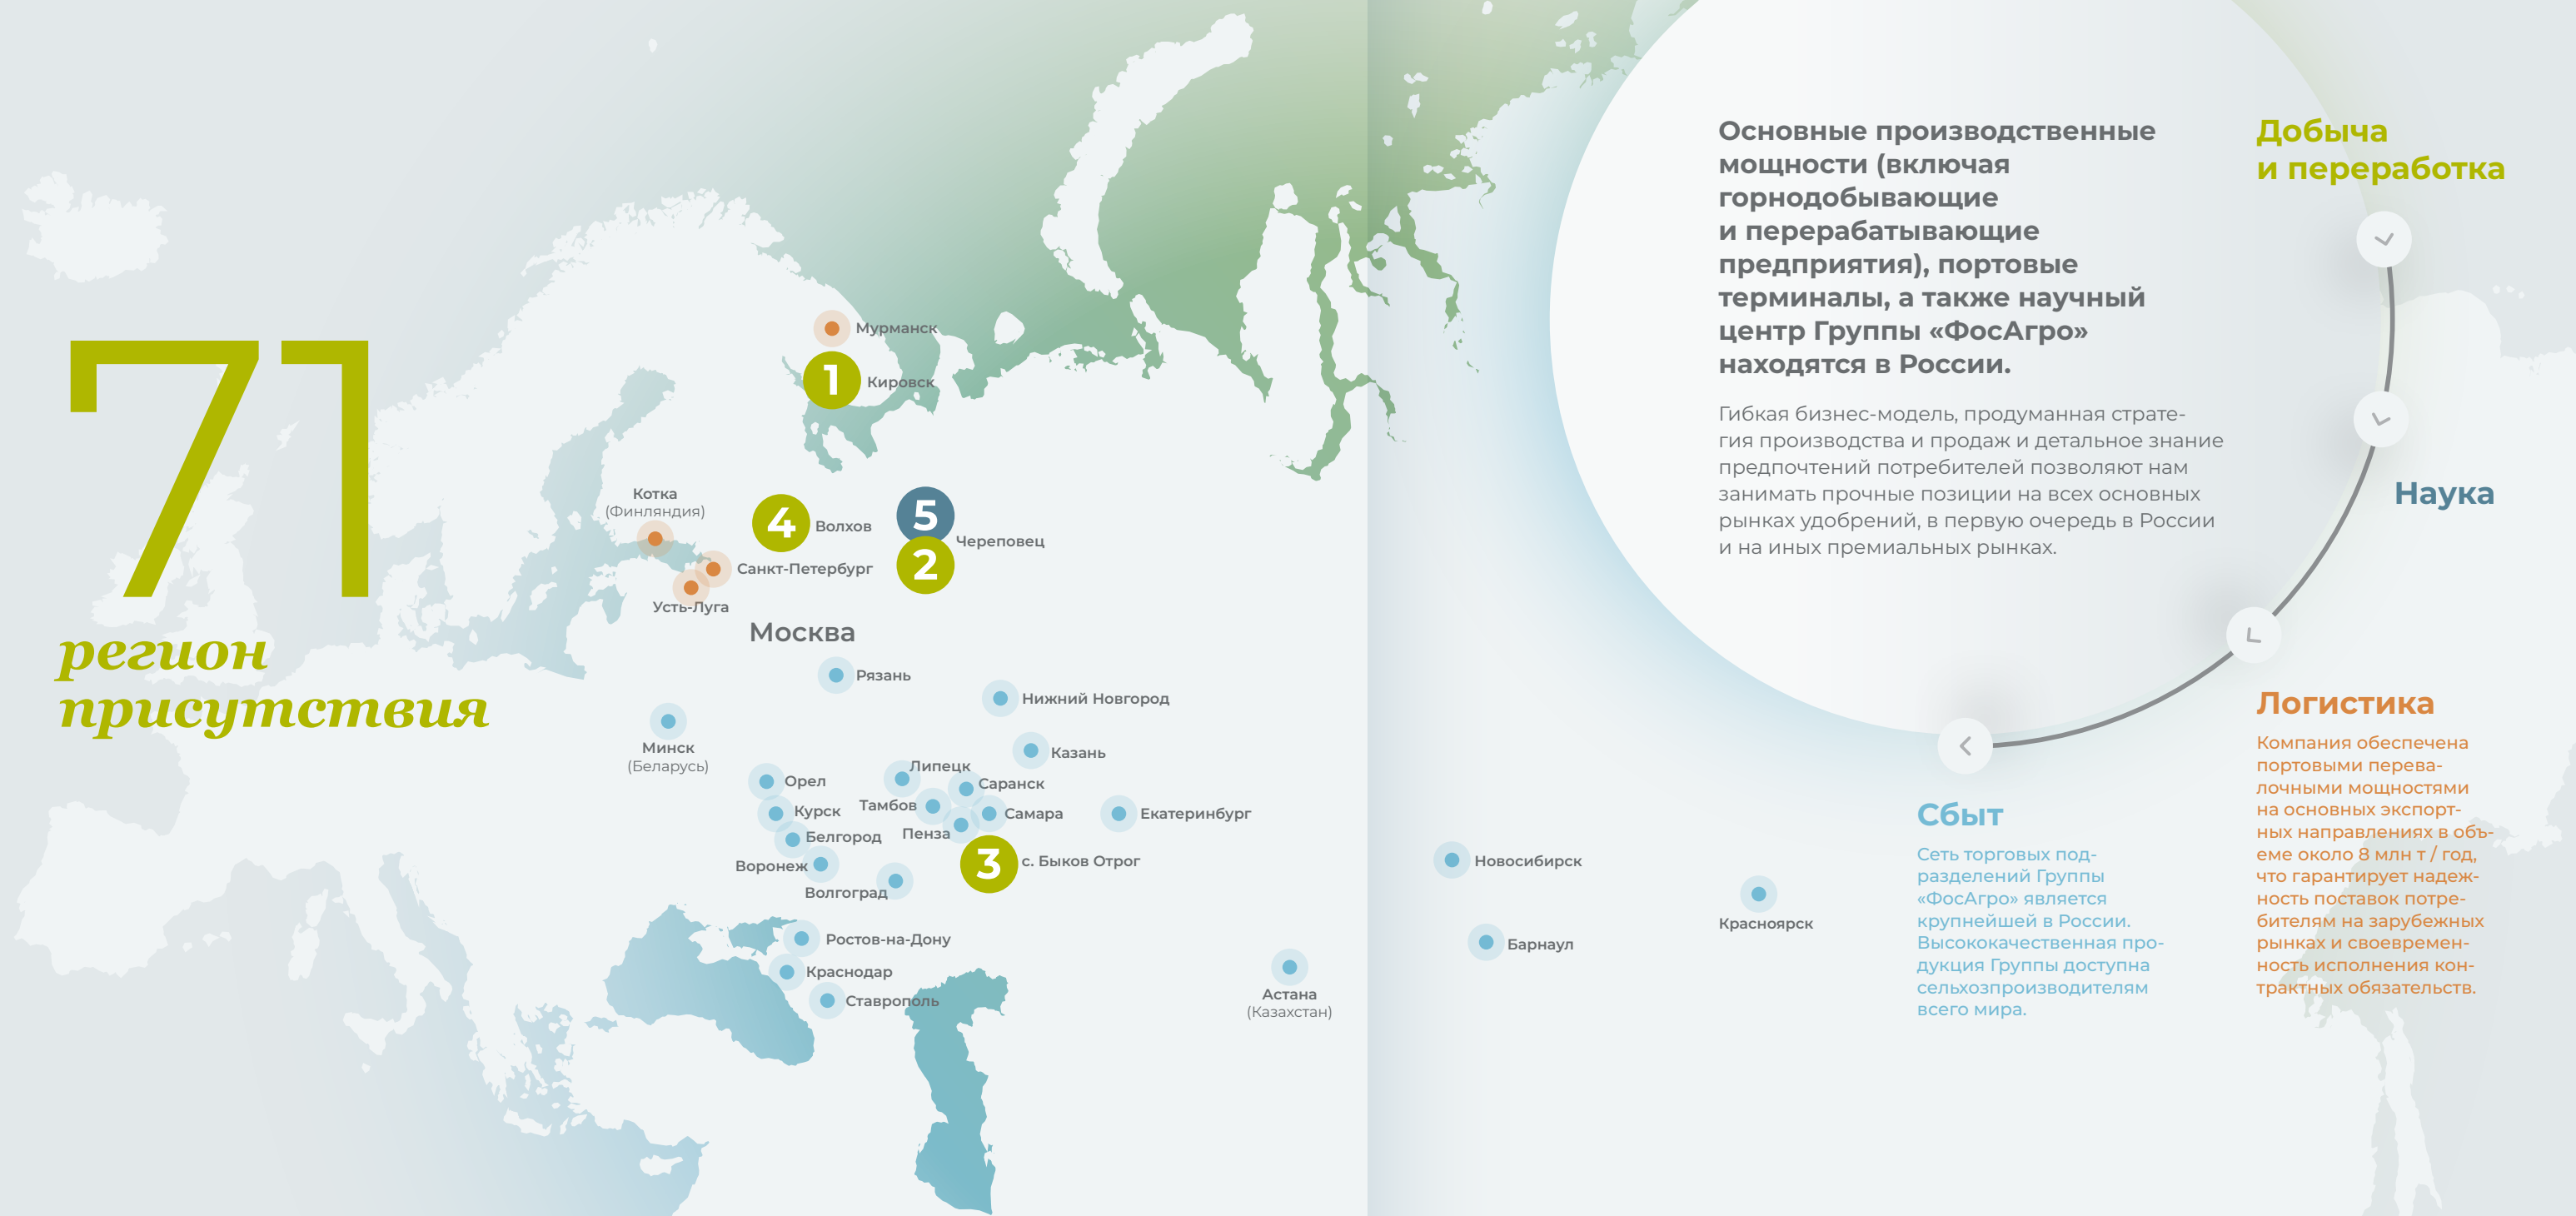 71
регион
присутствия
Мурманск
1
Кировск
Котка
(Финляндия)
4
Волхов
5
Череповец
2
Санкт-Петербург
Усть-Луга
Москва
Рязань
Нижний Новгород
Минск
(Беларусь)
Казань
Липецк
Орел
Саранск
Тамбов
Курск
Самара
Екатеринбург
Пенза
Белгород
3
с. Быков Отрог
Воронеж
Волгоград
Ростов-на-Дону
Краснодар
Ставрополь
Астана
(Казахстан)
Новосибирск
Барнаул
Красноярск
Основные производственные
мощности (включая
горнодобывающие
и перерабатывающие
предприятия), портовые
терминалы, а также научный
центр Группы «ФосАгро»
находятся в России.
Гибкая бизнес-модель, продуманная страте-
гия производства и продаж и детальное знание
предпочтений потребителей позволяют нам
занимать прочные позиции на всех основных
рынках удобрений, в первую очередь в России
и на иных премиальных рынках.
Добыча
и переработка
Наука
Логистика
Компания обеспечена
портовыми перева-
лочными мощностями
на основных экспорт-
ных направлениях в объ-
еме около 8 млн т / год,
что гарантирует надеж-
ность поставок потре-
бителям на зарубежных
рынках и своевремен-
ность исполнения кон-
трактных обязательств.
Сбыт
Сеть торговых под-
разделений Группы
«ФосАгро» является
крупнейшей в России.
Высококачественная про-
дукция Группы доступна
сельхозпроизводителям
всего мира.